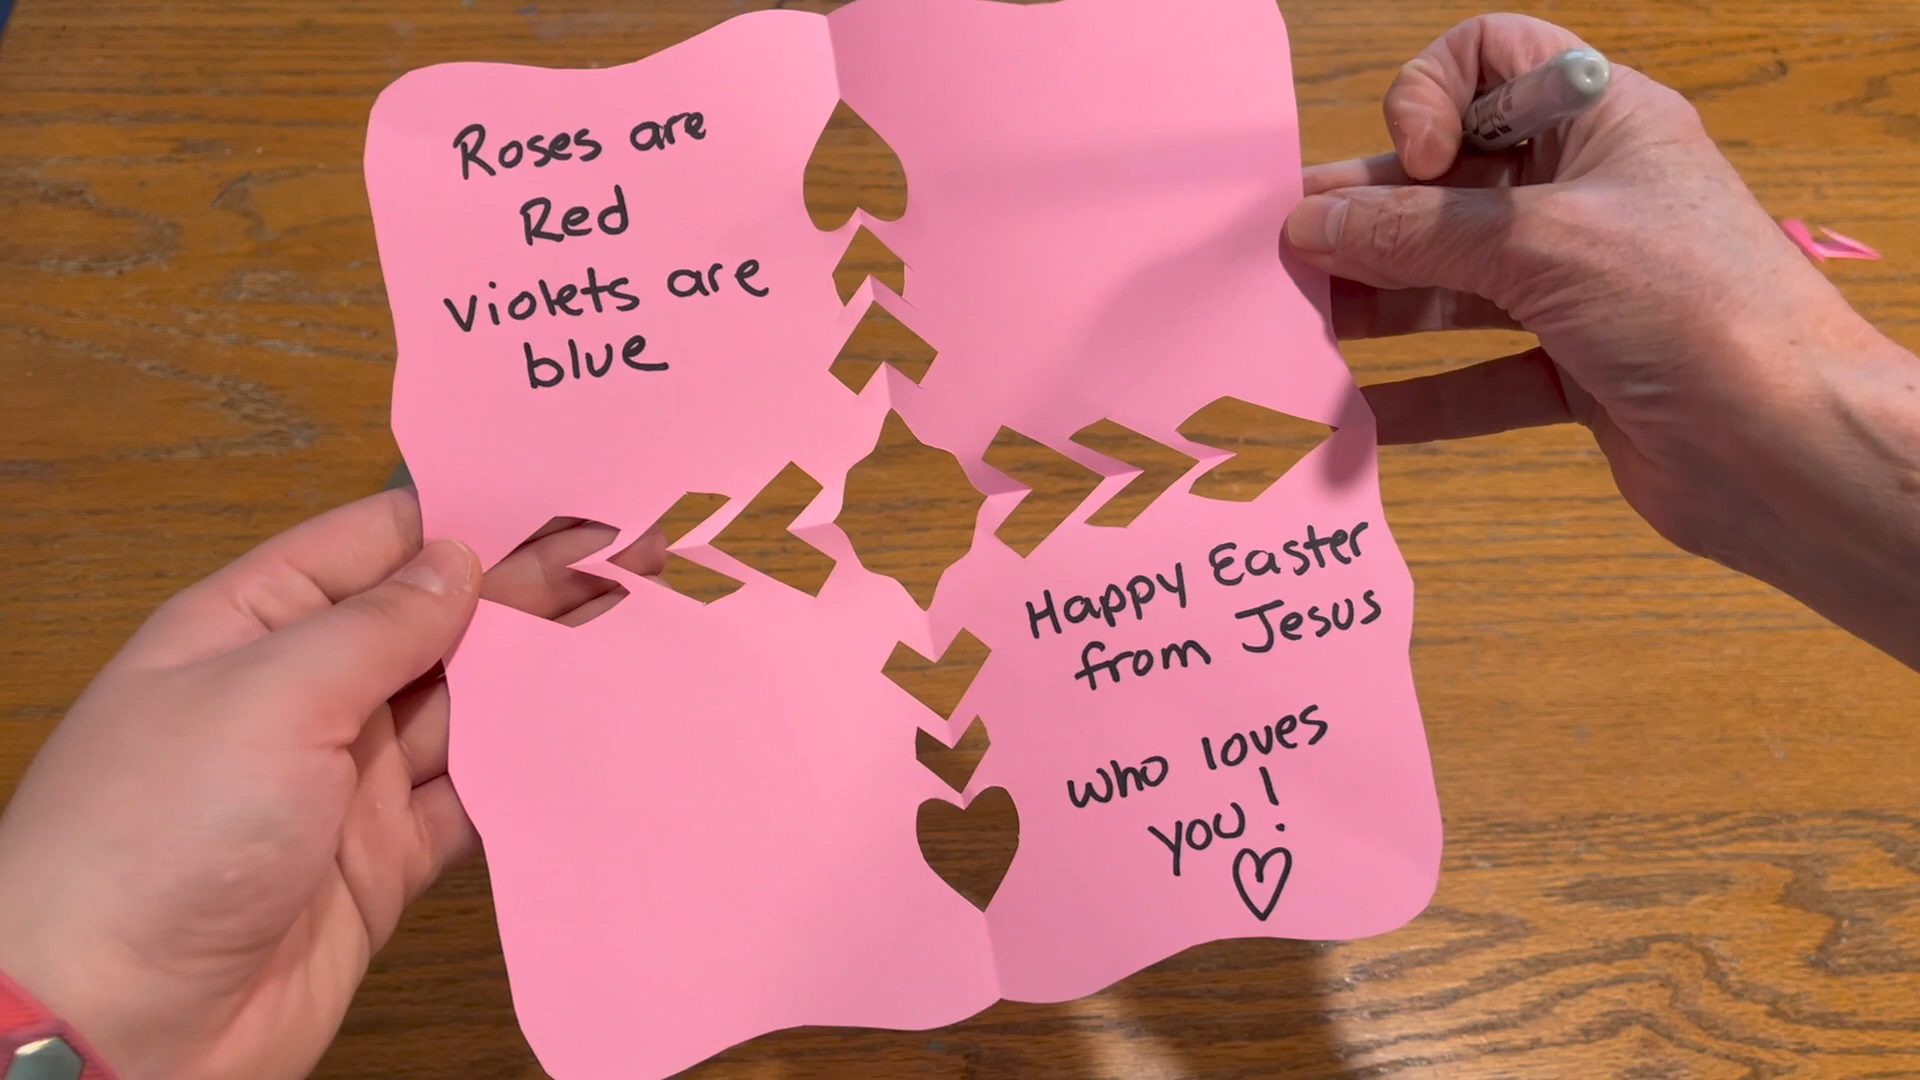 Roses are
Red
Violets are
blue
Happy Easter
from Jesus
who loves
you!